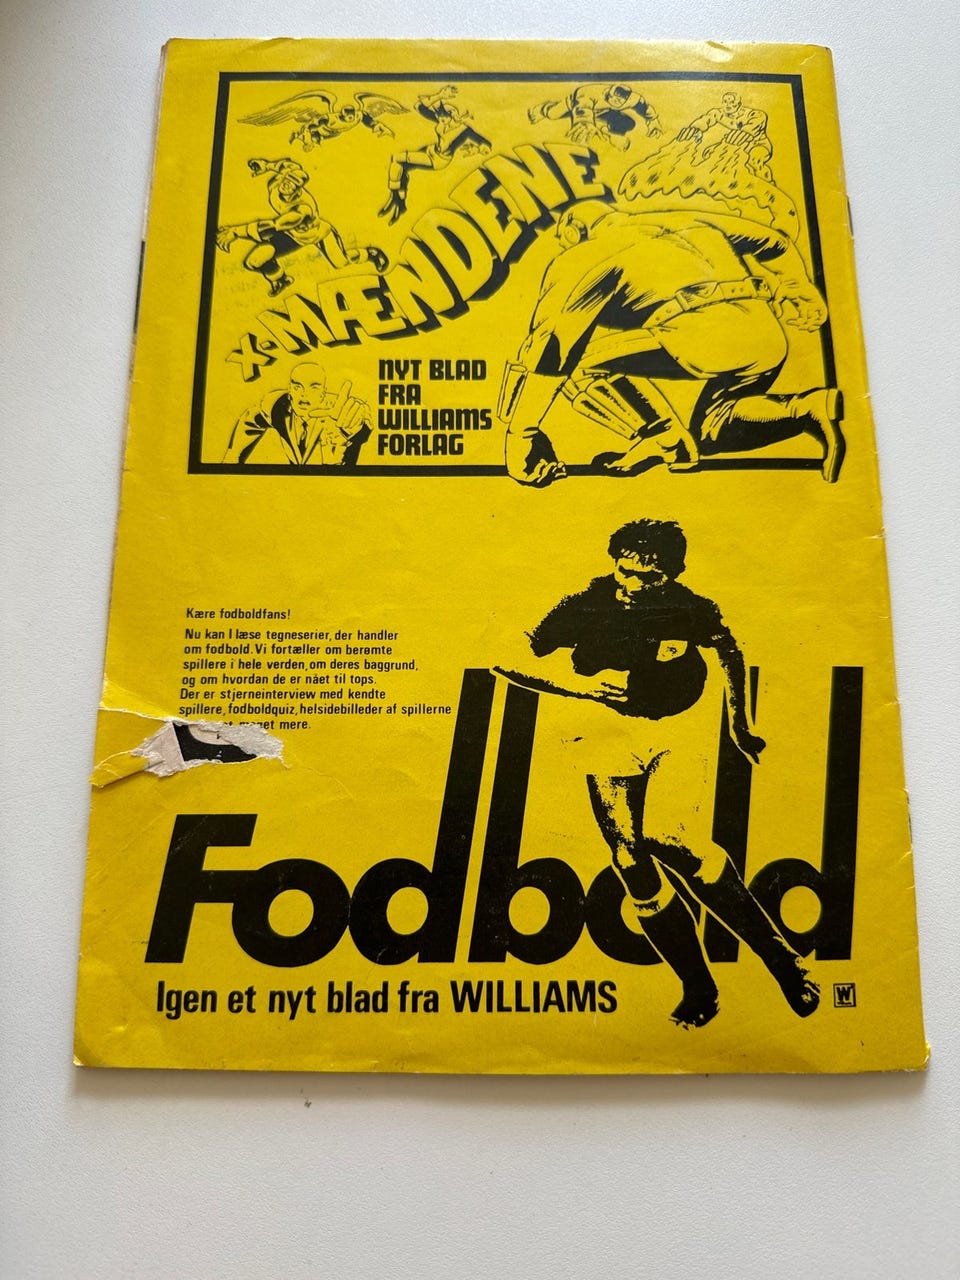 X-MÆNDENE
NYT BLAD
FRA
WILLIAMS
FORLAG
Kære fodboldfans!
Nu kan I læse tegneserier, der handler
om fodbold. Vi fortæller om berømte
spillere i hele verden, om deres baggrund,
og om hvordan de er nået til tops.
Der er stjerneinterview med kendte
spillere, fodboldquiz, helsidebilleder af spillerne
meget mere.
Fodbold
Igen et nyt blad fra WILLIAMS
W